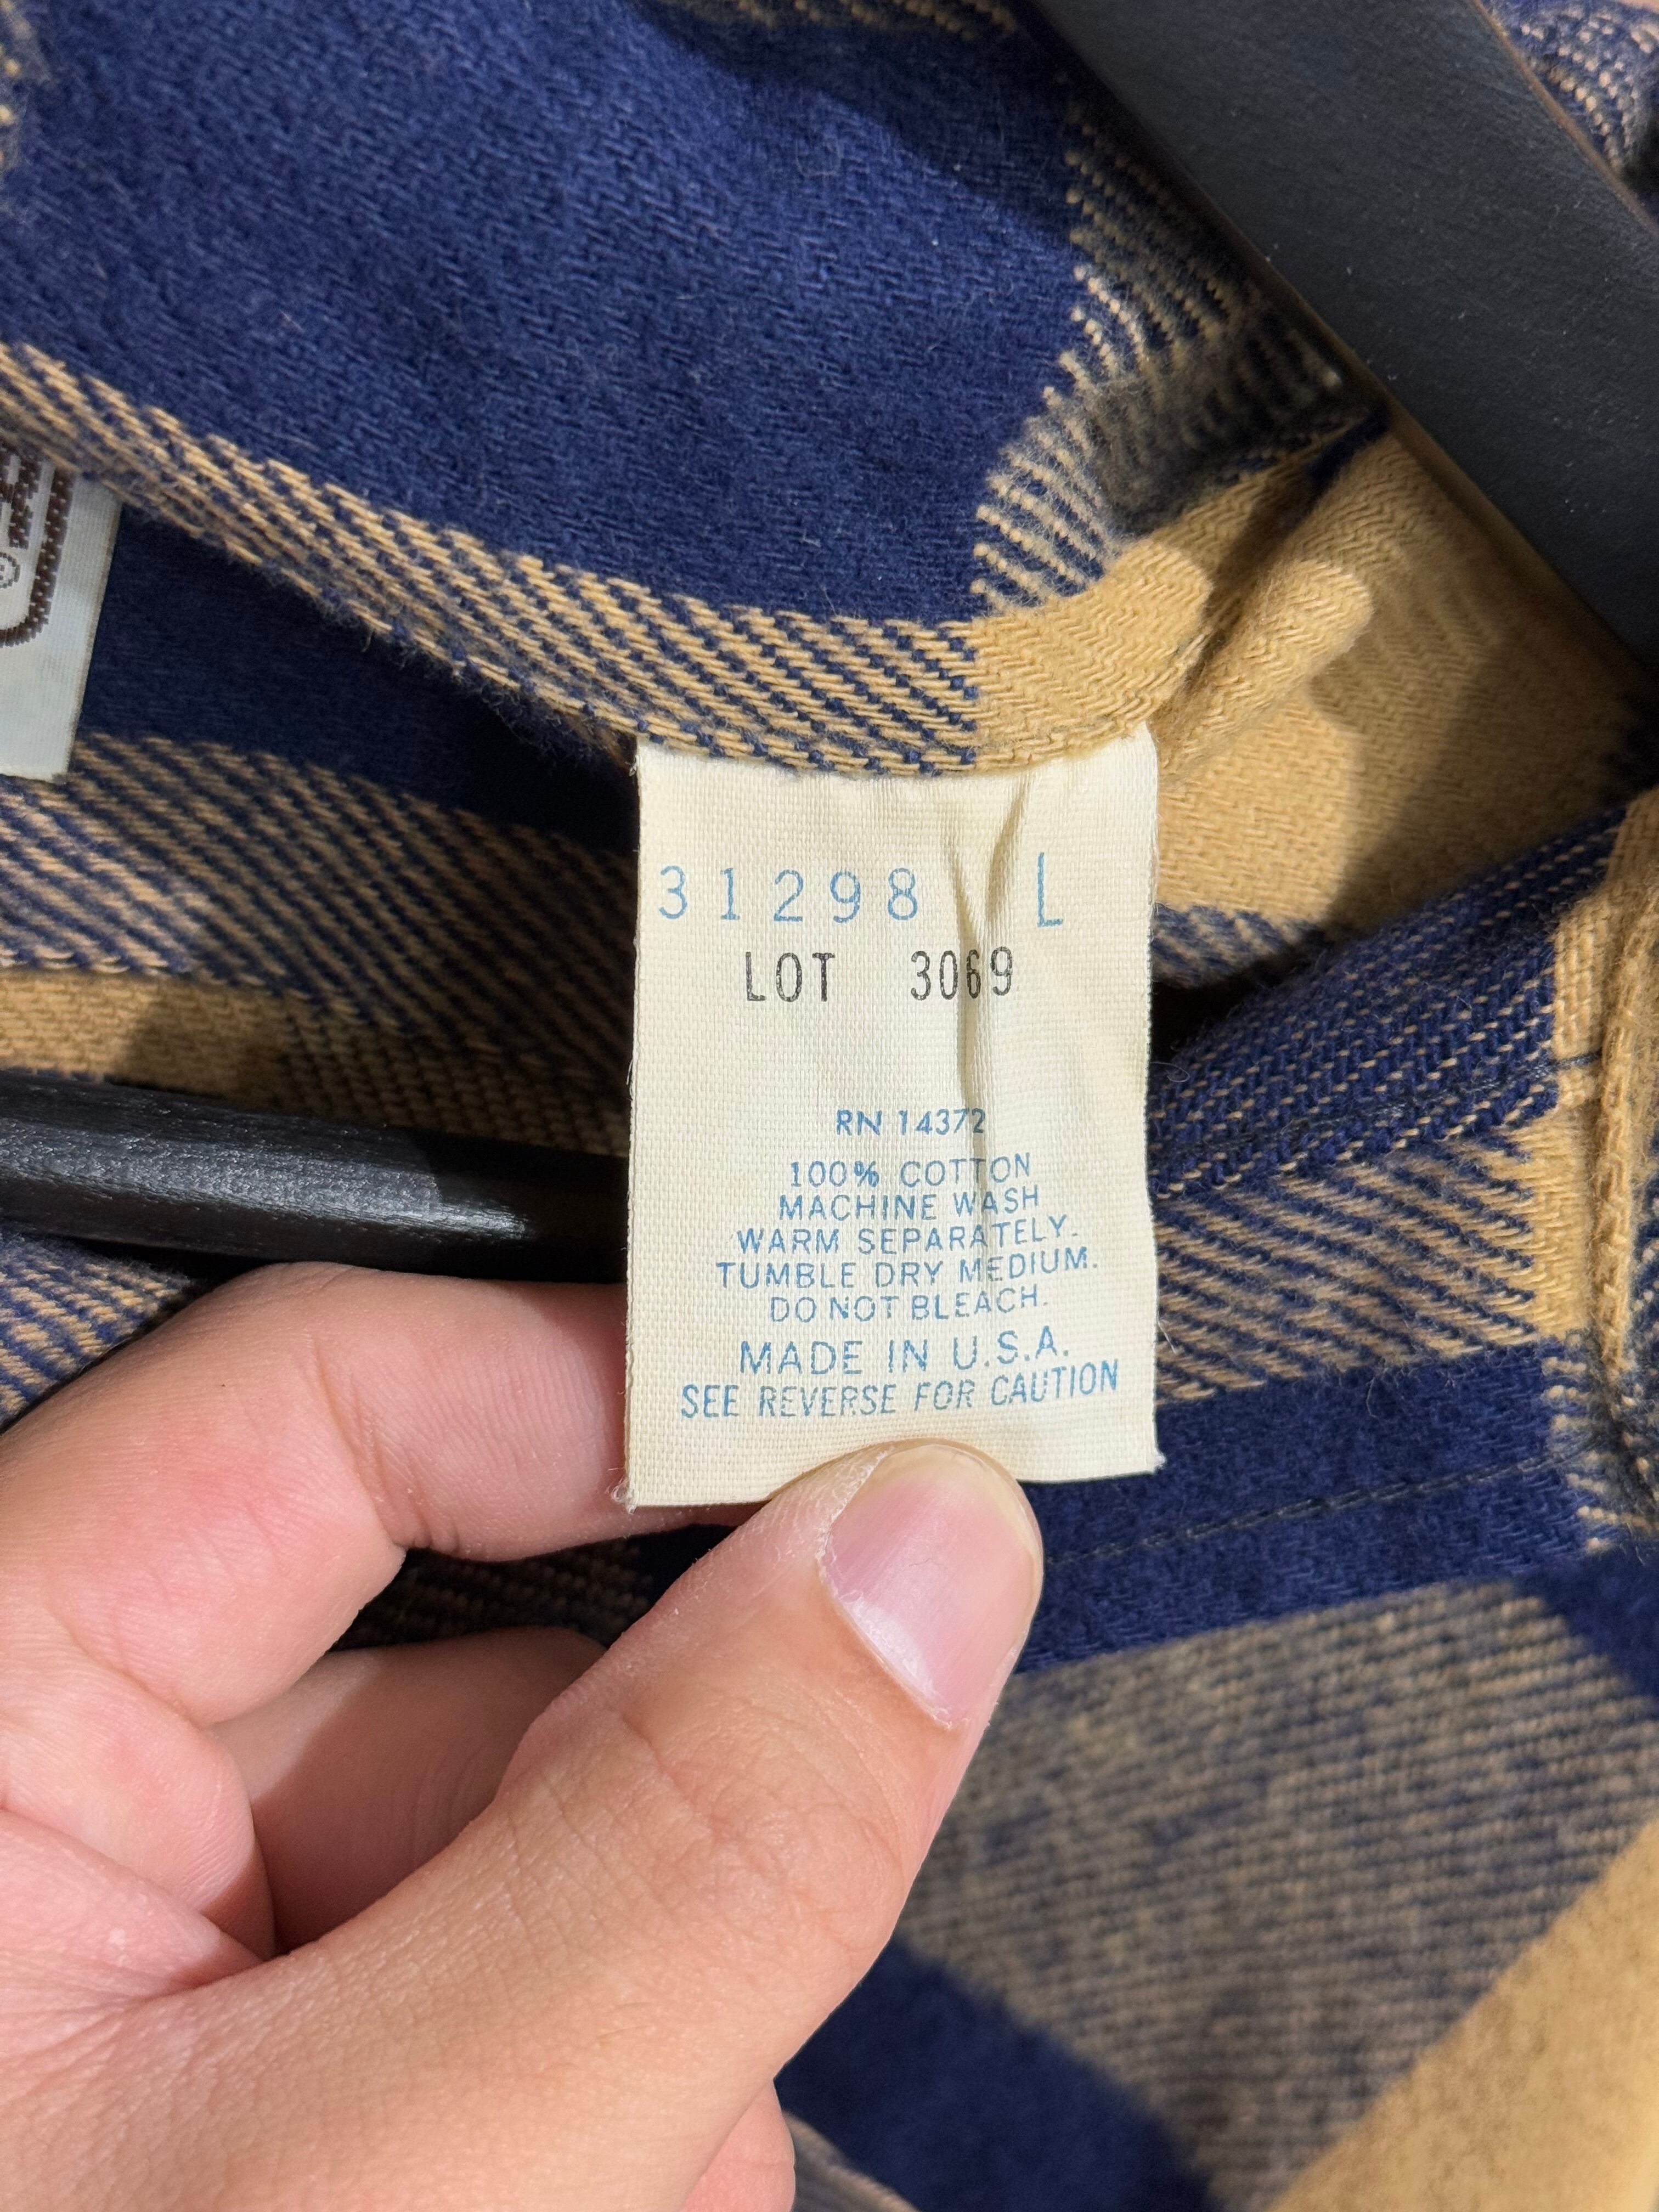 31298 L
LOT 3069
RN 14372
100% COTTON
MACHINE WASH
WARM SEPARATELY.
TUMBLE DRY MEDIUM.
DO NOT BLEACH.
MADE IN U.S.A.
SEE REVERSE FOR CAUTION
®